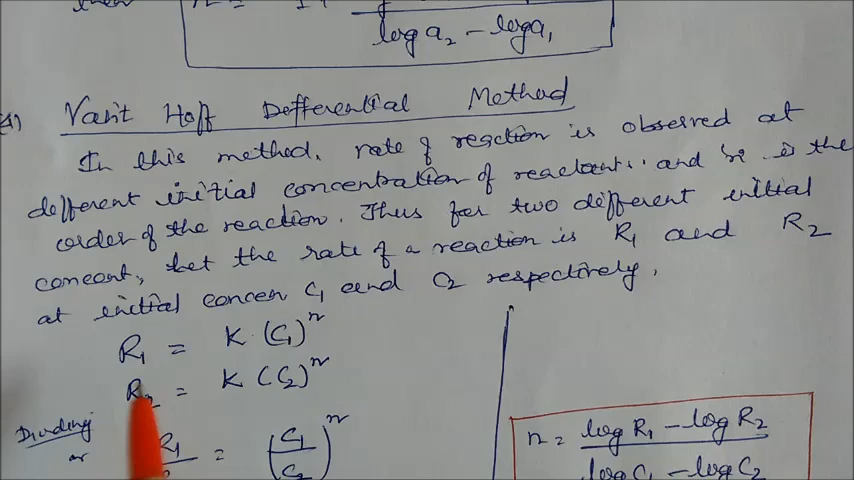 log a2 - log a1
4) Vant Hoff Defferential Method
In this method, rate of reaction is observed at
different initial concentration of reactants. and 'n' is the
order of the reaction. Thus for two different initial
concent, let the rate of a reaction is R1 and R2
at initial concen C1 and C2 respectively.
R1 = K.(C1)^n
R2 = K (C2)^n
Dividing
or R1 = (C1/C2)^n
n = log R1 - log R2 / log C1 - log C2